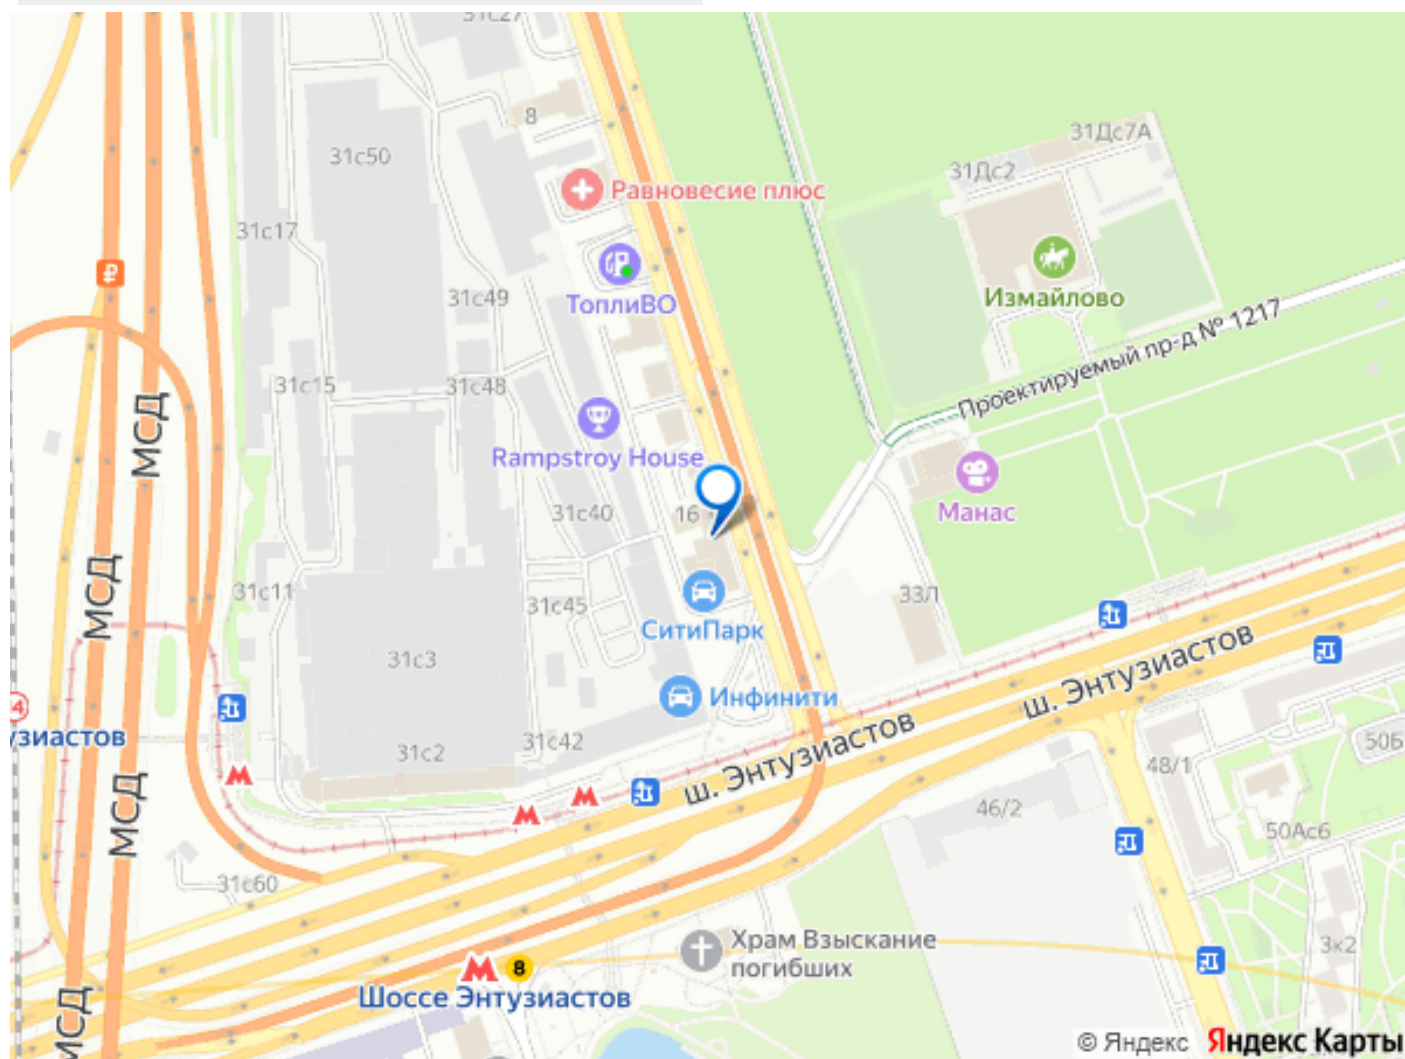 31с27
8
31с50
31Дс7А
31Дс2
Равновесие плюс
31с17
₽
Измайлово
31с49
ТоплиВО
Проектируемый пр-д № 1217
31с15
31с48
МСД
Rampstroy House
16
31с40
Манас
МСД
31с11
31с45
33Л
СитиПарк
ш. Энтузиастов
31с3
Инфинити
4
узиастов
ш. Энтузиастов
31с42
31с2
50Б
48/1
МСД
46/2
50Ас6
31с60
Храм Взыскание
погибших
3к2
8
Шоссе Энтузиастов
МСД
© Яндекс Яндекс Карты